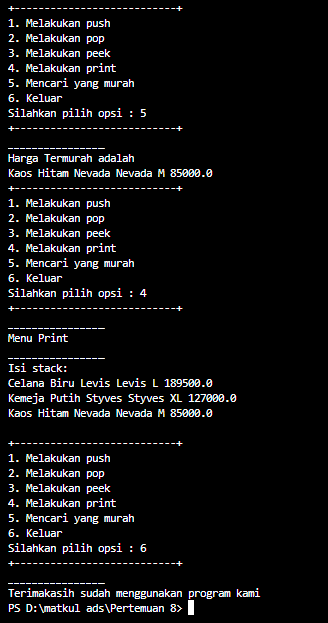 +---------------------------+
1. Melakukan push
2. Melakukan pop
3. Melakukan peek
4. Melakukan print
5. Mencari yang murah
6. Keluar
Silahkan pilih opsi : 5
+---------------------------+
________________
Harga Termurah adalah
Kaos Hitam Nevada Nevada M 85000.0
+---------------------------+
1. Melakukan push
2. Melakukan pop
3. Melakukan peek
4. Melakukan print
5. Mencari yang murah
6. Keluar
Silahkan pilih opsi : 4
+---------------------------+
________________
Menu Print
________________
Isi stack:
Celana Biru Levis Levis L 189500.0
Kemeja Putih Styves Styves XL 127000.0
Kaos Hitam Nevada Nevada M 85000.0
+---------------------------+
1. Melakukan push
2. Melakukan pop
3. Melakukan peek
4. Melakukan print
5. Mencari yang murah
6. Keluar
Silahkan pilih opsi : 6
+---------------------------+
________________
Terimakasih sudah menggunakan program kami
PS D:\matkul ads\Pertemuan 8>